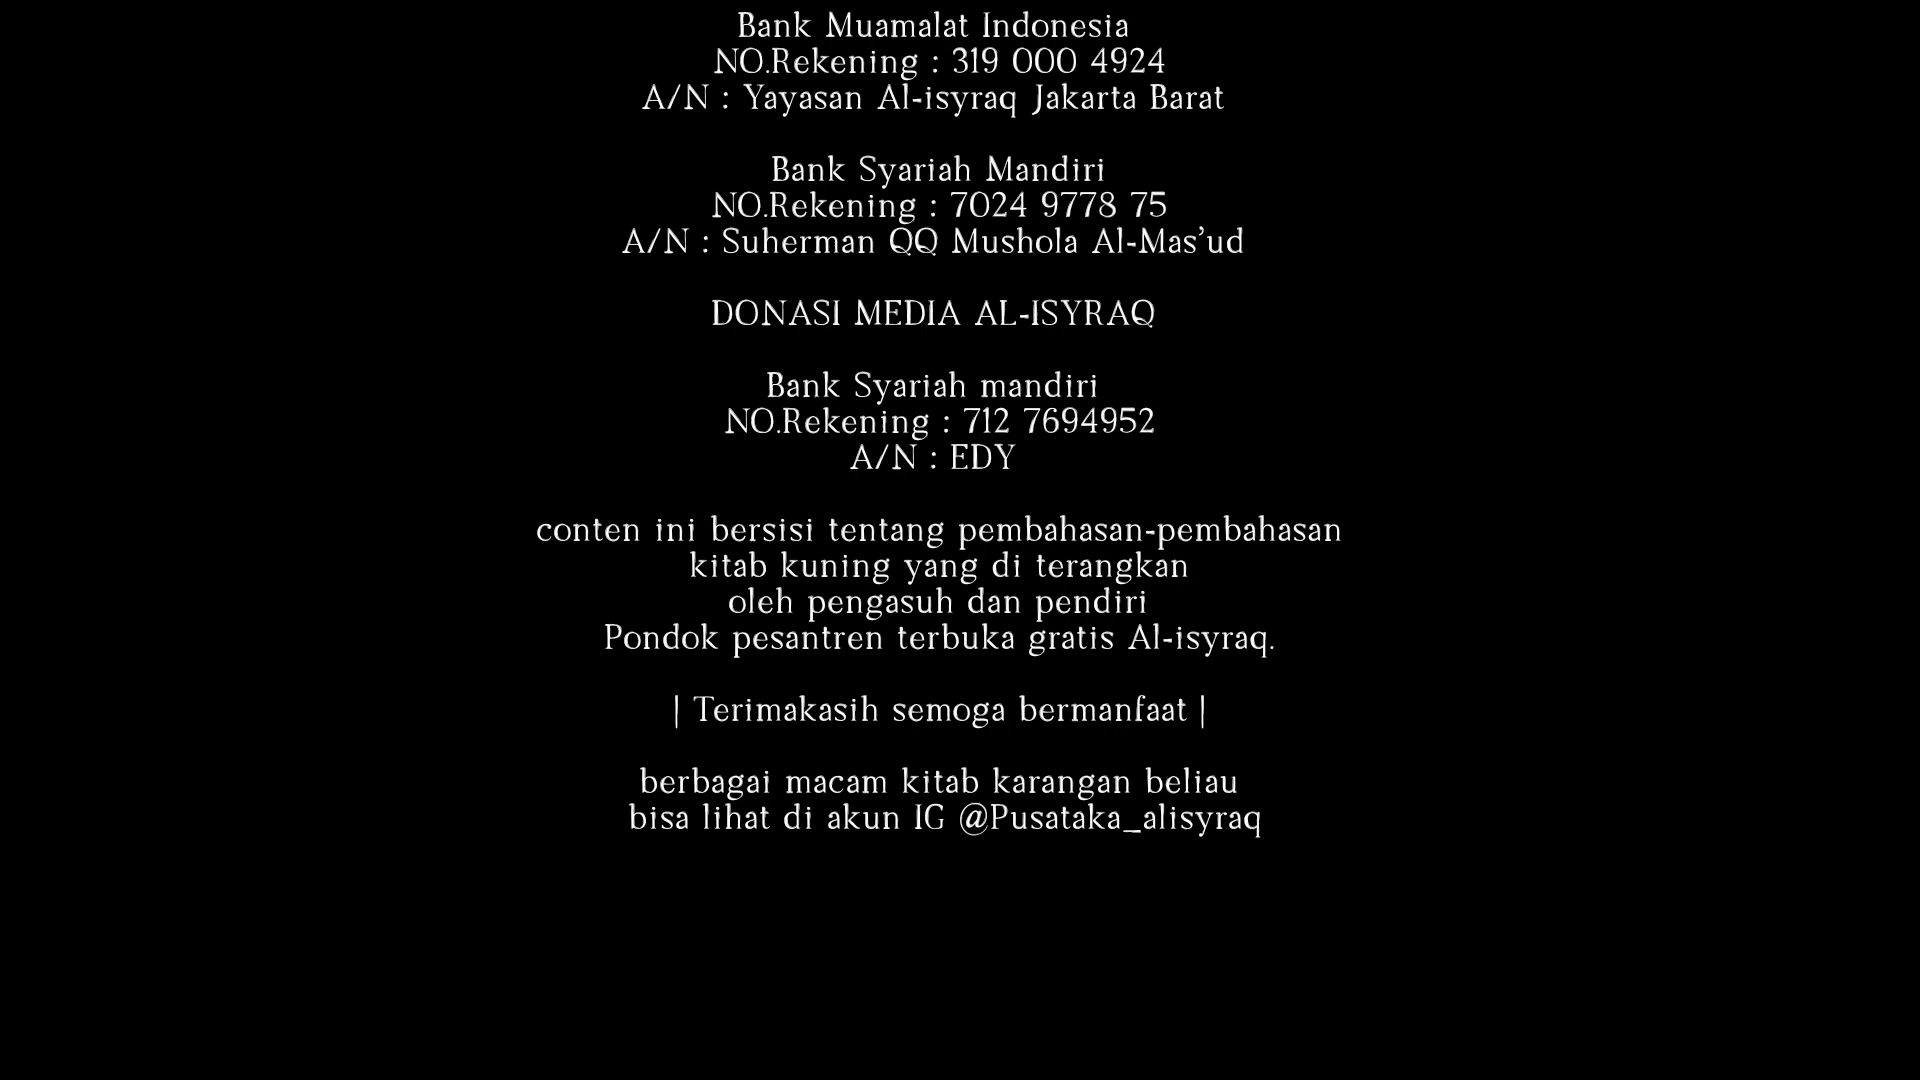 Bank Muamalat Indonesia
NO.Rekening : 319 000 4924
A/N : Yayasan Al-isyraq Jakarta Barat
Bank Syariah Mandiri
NO.Rekening : 7024 9778 75
A/N : Suherman QQ Mushola Al-Mas'ud
DONASI MEDIA AL-ISYRAQ
Bank Syariah mandiri
NO.Rekening : 712 7694952
A/N : EDY
conten ini bersisi tentang pembahasan-pembahasan
kitab kuning yang di terangkan
oleh pengasuh dan pendiri
Pondok pesantren terbuka gratis Al-isyraq.
| Terimakasih semoga bermanfaat |
berbagai macam kitab karangan beliau
bisa lihat di akun IG @Pusataka_alisyraq